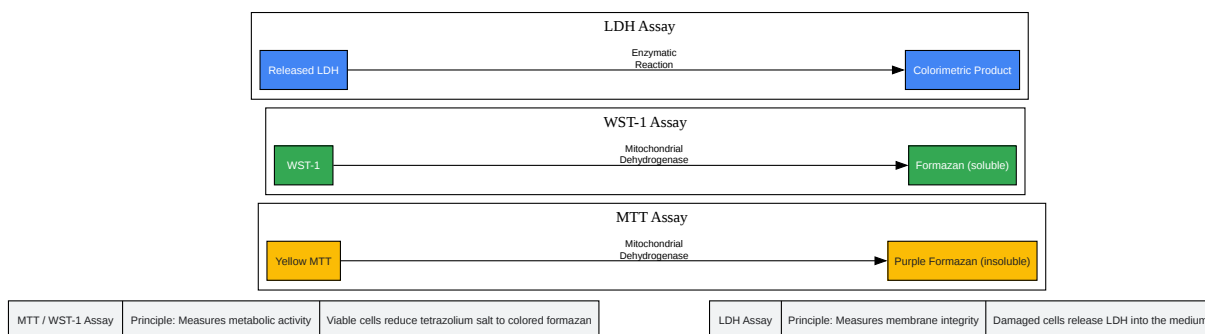 LDH Assay
Released LDH
Enzymatic
Reaction
Colorimetric Product
WST-1 Assay
WST-1
Mitochondrial
Dehydrogenase
Formazan (soluble)
MTT Assay
Yellow MTT
Mitochondrial
Dehydrogenase
Purple Formazan (insoluble)
MTT / WST-1 Assay
Principle: Measures metabolic activity
Viable cells reduce tetrazolium salt to colored formazan
LDH Assay
Principle: Measures membrane integrity
Damaged cells release LDH into the medium